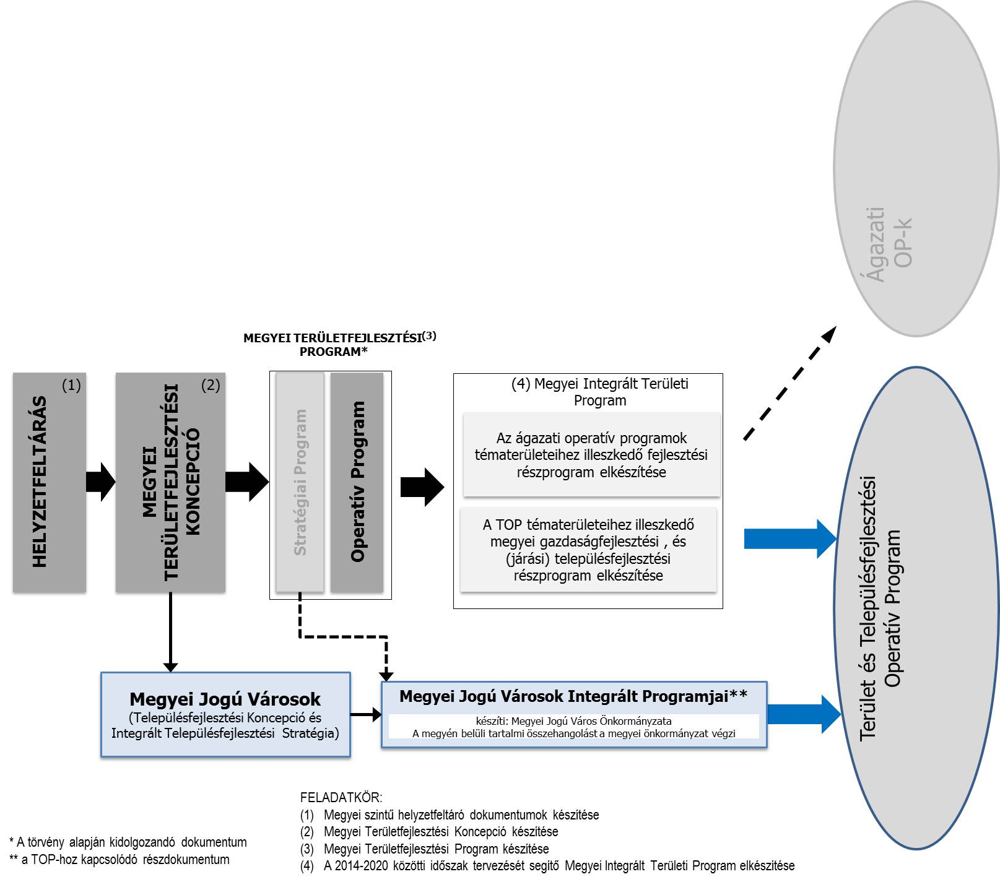 Ágazati
OP-k
MEGYEI TERÜLETFEJLESZTÉSI(3)
PROGRAM*
(1)
HELYZETFELTÁRÁS
(2)
MEGYEI
TERÜLETFEJLESZTÉSI
KONCEPCIÓ
Stratégiai Program
Operatív Program
(4) Megyei Integrált Területi
Program
Az ágazati operatív programok
tématerületeihez illeszkedő fejlesztési
részprogram elkészítése
A TOP tématerületeihez illeszkedő
megyei gazdaságfejlesztési , és
(járási) településfejlesztési
részprogram elkészítése
Terület és Településfejlesztési
Operatív Program
Megyei Jogú Városok
(Településfejlesztési Koncepció és
Integrált Településfejlesztési Stratégia)
Megyei Jogú Városok Integrált Programjai**
készíti: Megyei Jogú Város Önkormányzata
A megyén belüli tartalmi összehangolást a megyei önkormányzat végzi
FELADATKÖR:
(1) Megyei szintű helyzetfeltáró dokumentumok készítése
(2) Megyei Területfejlesztési Koncepció készítése
(3) Megyei Területfejlesztési Program készítése
(4) A 2014-2020 közötti időszak tervezését segítő Megyei Integrált Területi Program elkészítése
* A törvény alapján kidolgozandó dokumentum
** a TOP-hoz kapcsolódó részdokumentum